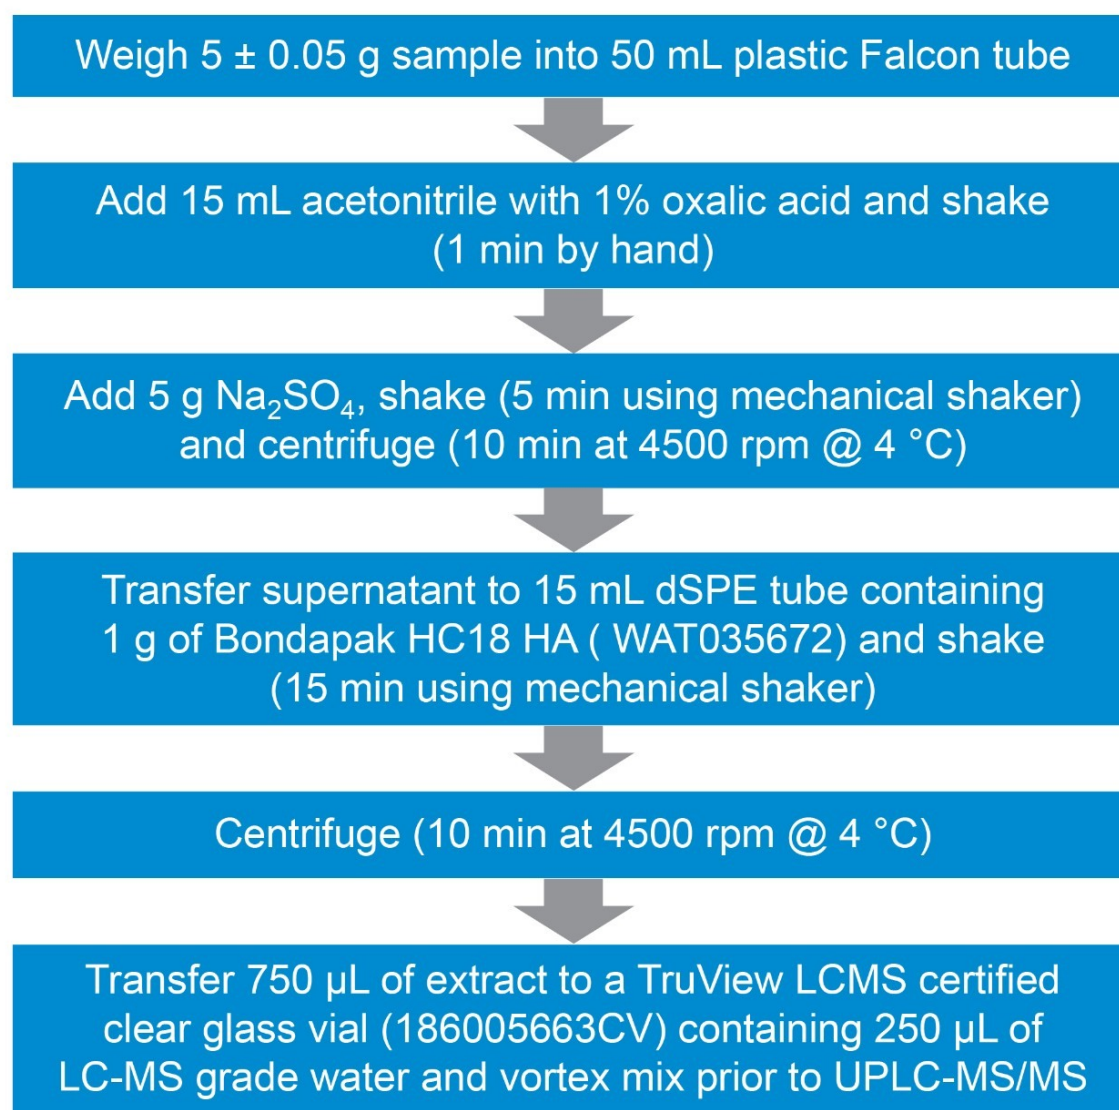 Weigh 5 ± 0.05 g sample into 50 mL plastic Falcon tube
Add 15 mL acetonitrile with 1% oxalic acid and shake
(1 min by hand)
Add 5 g Na₂SO₄, shake (5 min using mechanical shaker)
and centrifuge (10 min at 4500 rpm @ 4 °C)
Transfer supernatant to 15 mL dSPE tube containing
1 g of Bondapak HC18 HA ( WAT035672) and shake
(15 min using mechanical shaker)
Centrifuge (10 min at 4500 rpm @ 4 °C)
Transfer 750 µL of extract to a TruView LCMS certified
clear glass vial (186005663CV) containing 250 µL of
LC-MS grade water and vortex mix prior to UPLC-MS/MS